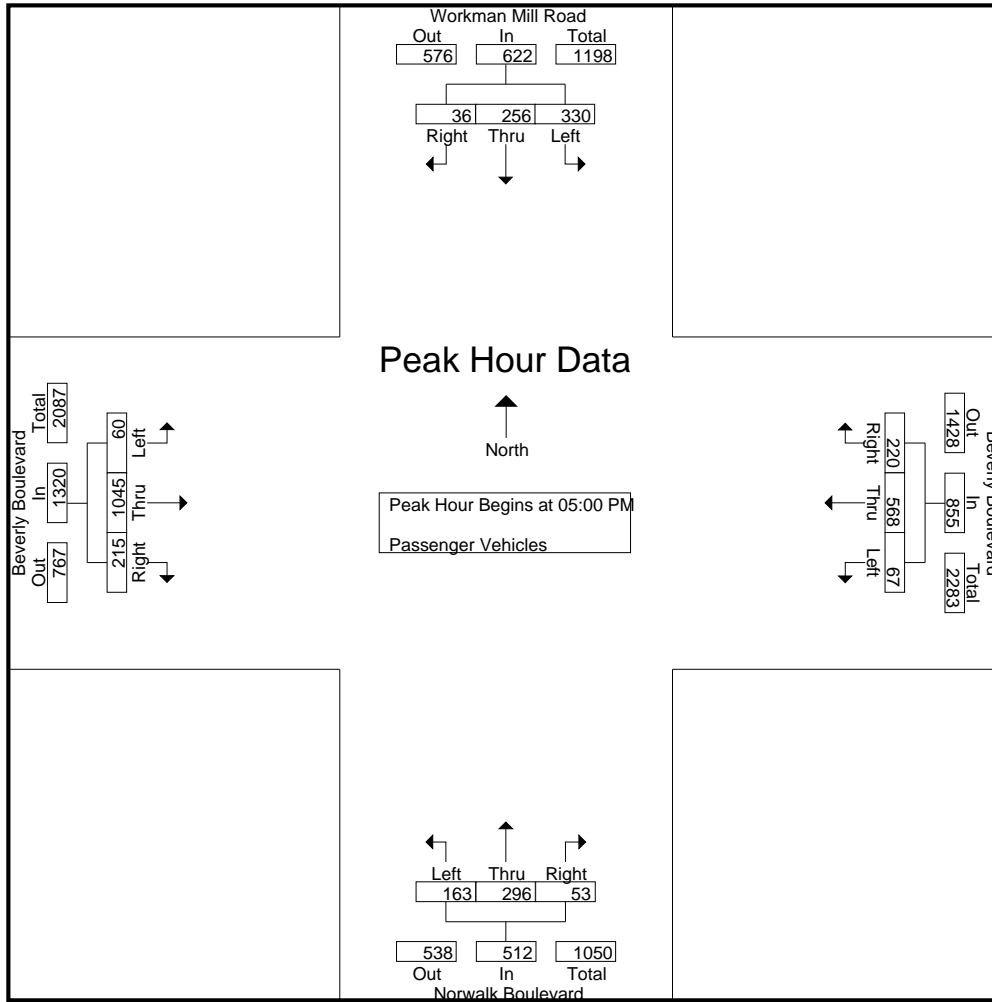 Workman Mill Road
Out In Total
576 622 1198
36 256 330
Right Thru Left
Peak Hour Data
North
Peak Hour Begins at 05:00 PM
Passenger Vehicles
Beverly Boulevard
Out In Total
767 1320 2087
215 1045 60
Right Thru Left
Beverly Boulevard
Out In Total
1428 855 2283
220 568 67
Right Thru Left
Left Thru Right
163 296 53
538 512 1050
Out In Total
Norwalk Boulevard